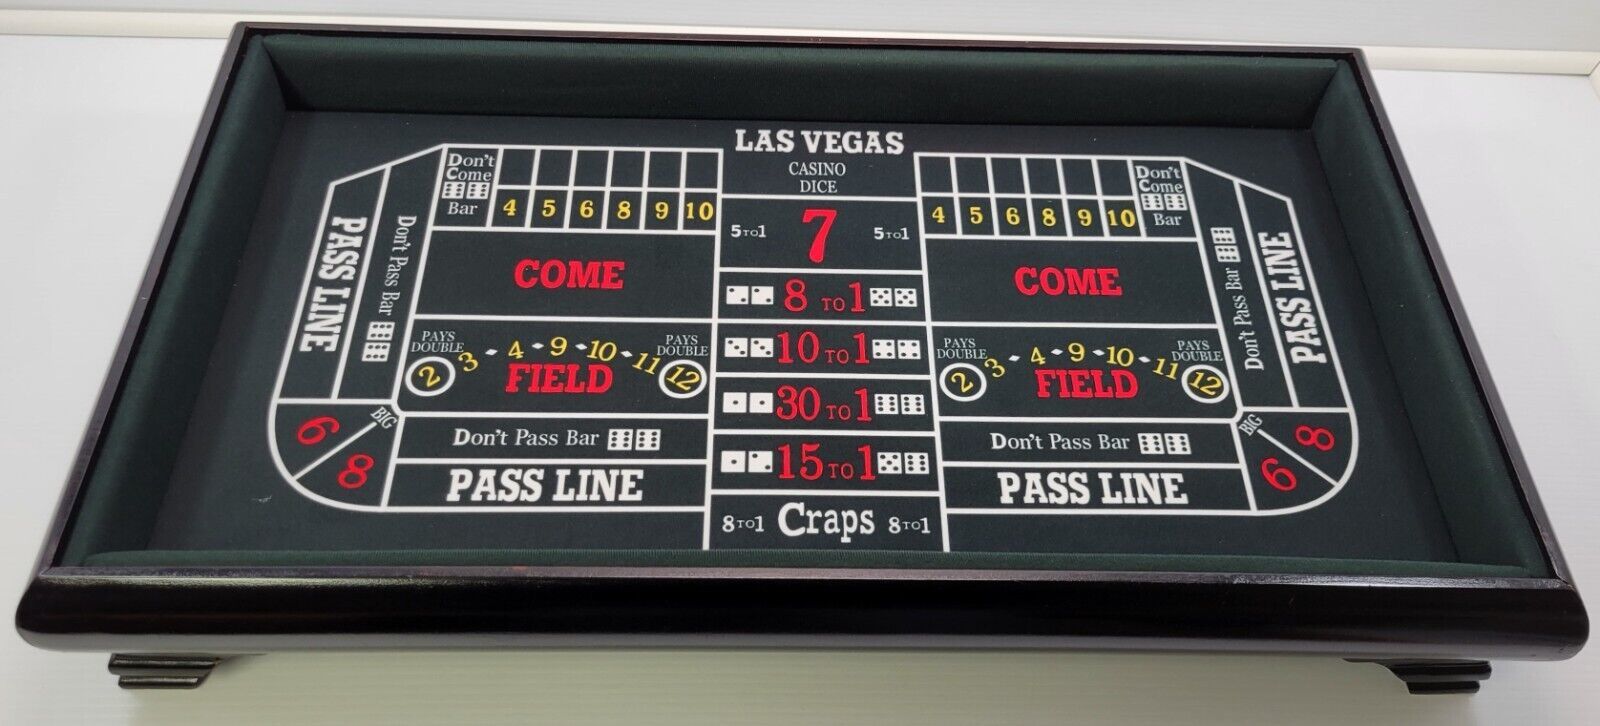 LAS VEGAS
CASINO
DICE
Don't
Come
Bar
4 5 6 8 9 10
5 TO 1 7 5 TO 1
4 5 6 8 9 10
Don't
Come
Bar
PASS LINE
Don't Pass Bar
COME
8 TO 1
COME
Don't Pass Bar
PASS LINE
PAYS
DOUBLE
2 3 4 9 10 11 12
PAYS
DOUBLE
FIELD
10 TO 1
30 TO 1
PAYS
DOUBLE
2 3 4 9 10 11 12
PAYS
DOUBLE
FIELD
6 BIG
8
Don't Pass Bar
PASS LINE
15 TO 1
Don't Pass Bar
PASS LINE
BIG 8
6
8 TO 1 Craps 8 TO 1